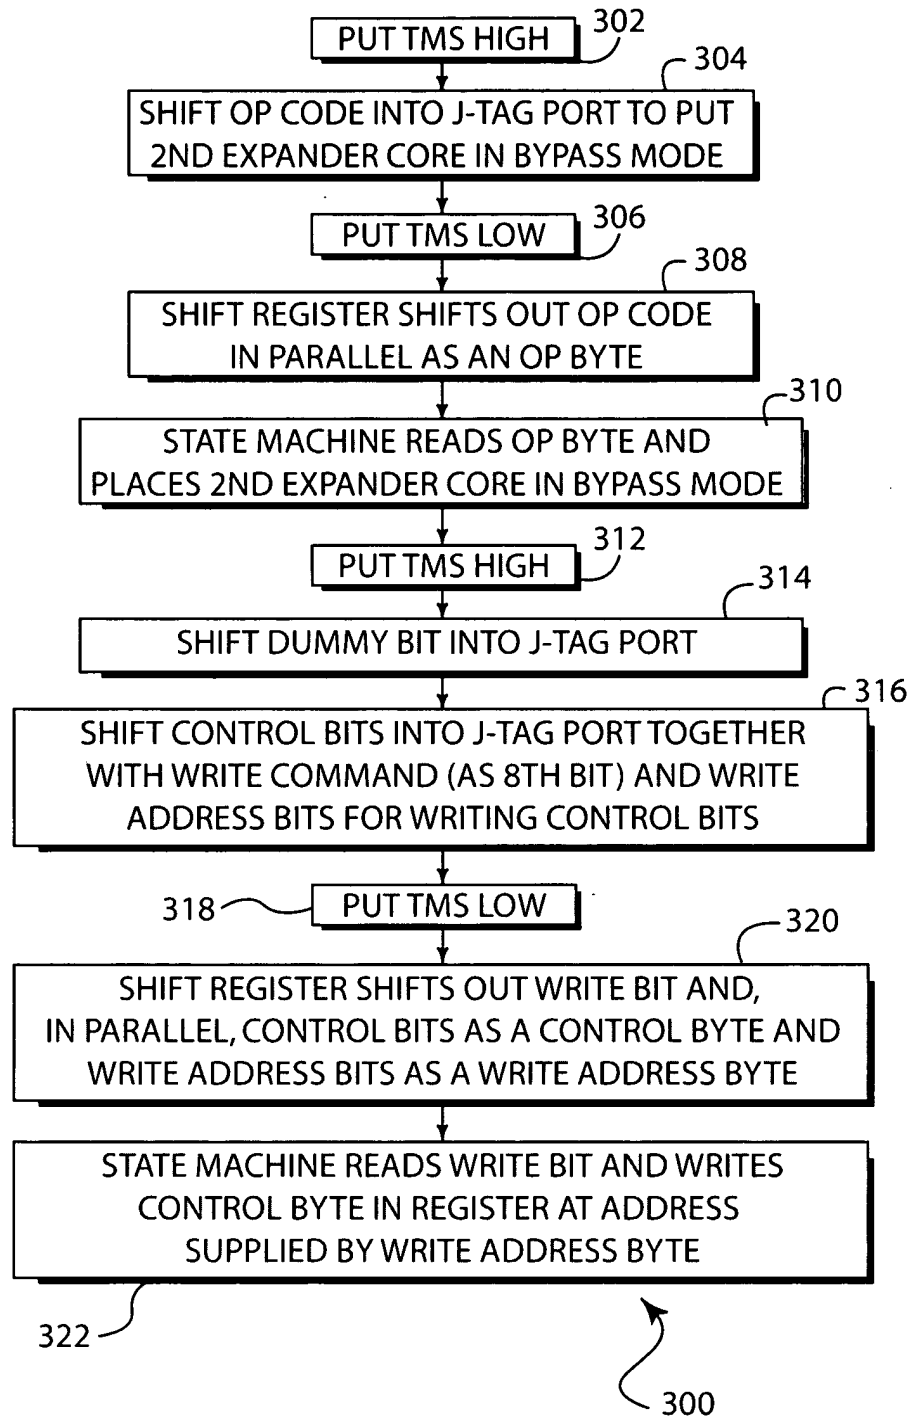 PUT TMS HIGH
302
304
SHIFT OP CODE INTO J-TAG PORT TO PUT
2ND EXPANDER CORE IN BYPASS MODE
PUT TMS LOW
306
308
SHIFT REGISTER SHIFTS OUT OP CODE
IN PARALLEL AS AN OP BYTE
310
STATE MACHINE READS OP BYTE AND
PLACES 2ND EXPANDER CORE IN BYPASS MODE
312
PUT TMS HIGH
314
SHIFT DUMMY BIT INTO J-TAG PORT
316
SHIFT CONTROL BITS INTO J-TAG PORT TOGETHER
WITH WRITE COMMAND (AS 8TH BIT) AND WRITE
ADDRESS BITS FOR WRITING CONTROL BITS
318
PUT TMS LOW
320
SHIFT REGISTER SHIFTS OUT WRITE BIT AND,
IN PARALLEL, CONTROL BITS AS A CONTROL BYTE AND
WRITE ADDRESS BITS AS A WRITE ADDRESS BYTE
STATE MACHINE READS WRITE BIT AND WRITES
CONTROL BYTE IN REGISTER AT ADDRESS
SUPPLIED BY WRITE ADDRESS BYTE
322
300